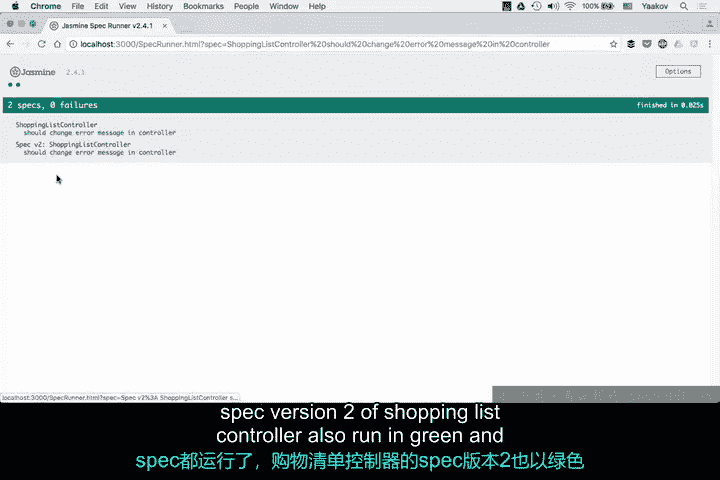 Chrome File Edit View History Bookmarks People Window Help 100% Yaakov
Jasmine Spec Runner v2.4.1
localhost:3000/SpecRunner.html?spec=ShoppingListController%20should%20change%20error%20message%20in%20controller
Jasmine 2.4.1 Options
2 specs, 0 failures finished in 0.025s
ShoppingListController
should change error message in controller
Spec v2: ShoppingListController
should change error message in controller
localhost:3000/SpecRunner.html?spec=Spec v2%3A ShoppingListController s...
spec version 2 of shopping list
controller also run in green and
spec都运行了，购物清单控制器的spec版本2也以绿色